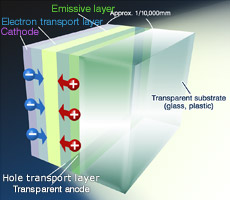 Emissive layer
Approx. 1/10,000mm
Electron transport layer
Cathode
Transparent substrate
(glass, plastic)
Hole transport layer
Transparent anode